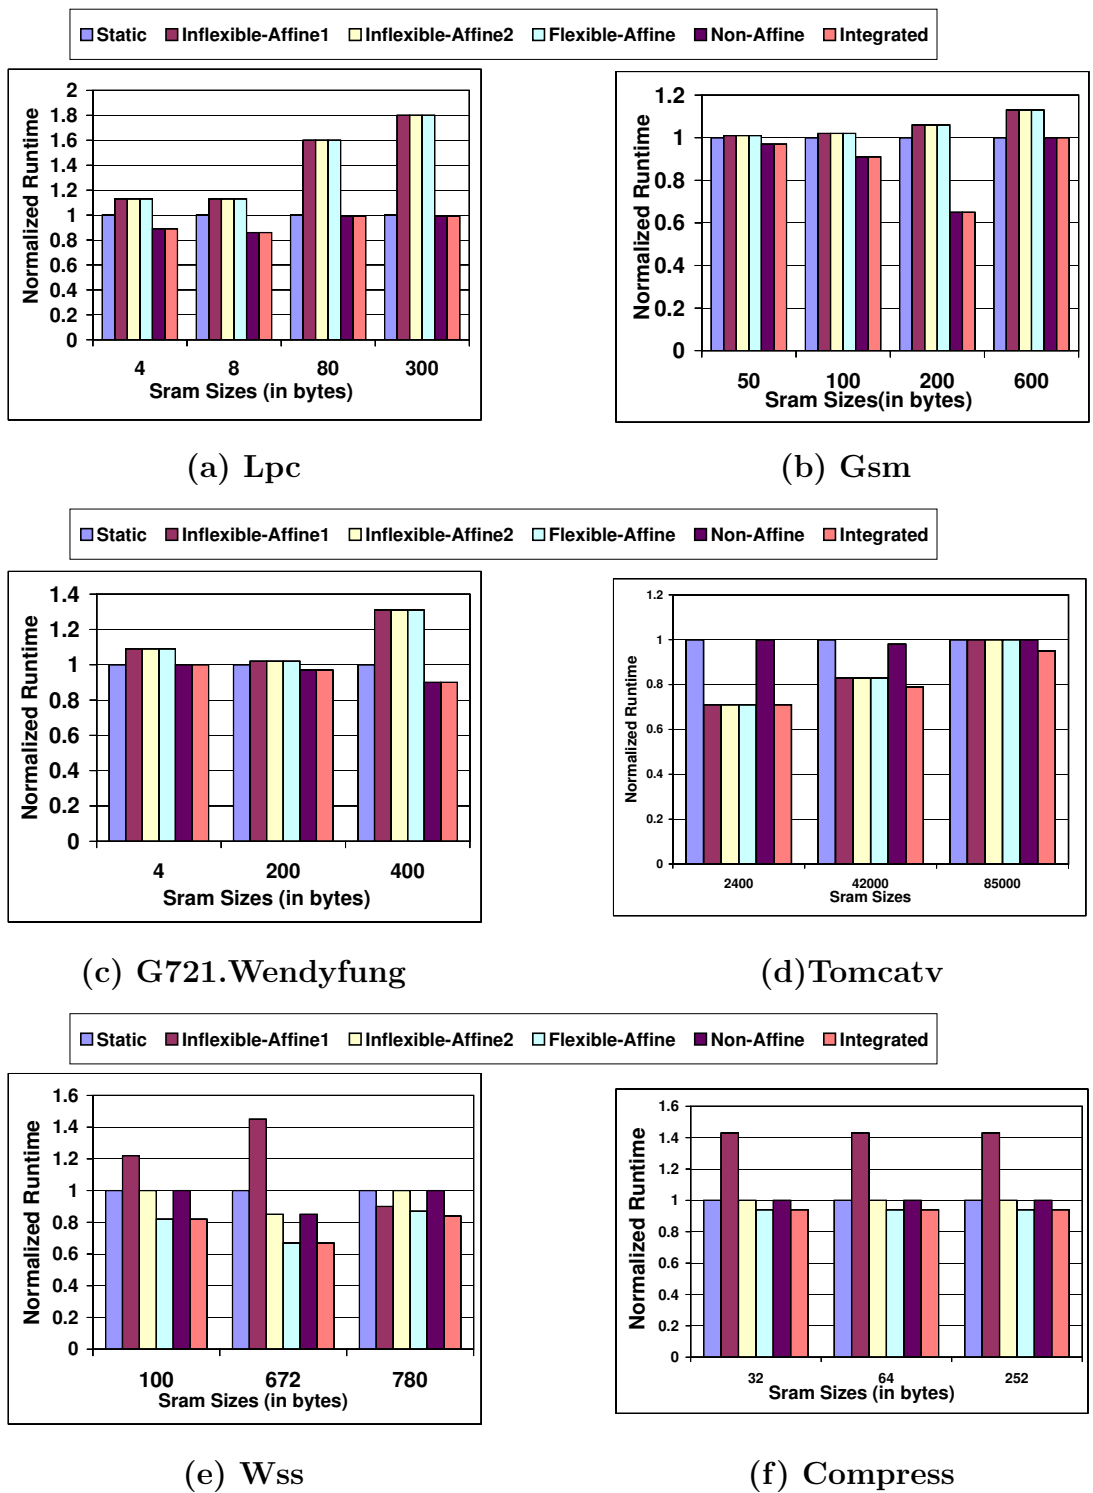 Static Inflexible-Affine1 Inflexible-Affine2 Flexible-Affine Non-Affine Integrated
Normalized Runtime
2
1.8
1.6
1.4
1.2
1
0.8
0.6
0.4
0.2
0
4 8 80 300
Sram Sizes (in bytes)
(a) Lpc
Normalized Runtime
1.2
1
0.8
0.6
0.4
0.2
0
50 100 200 600
Sram Sizes(in bytes)
(b) Gsm
Static Inflexible-Affine1 Inflexible-Affine2 Flexible-Affine Non-Affine Integrated
Normalized Runtime
1.4
1.2
1
0.8
0.6
0.4
0.2
0
4 200 400
Sram Sizes (in bytes)
(c) G721.Wendyfung
Normalized Runtime
1.2
1
0.8
0.6
0.4
0.2
0
2400 42000 85000
Sram Sizes
(d)Tomcatv
Static Inflexible-Affine1 Inflexible-Affine2 Flexible-Affine Non-Affine Integrated
Normalized Runtime
1.6
1.4
1.2
1
0.8
0.6
0.4
0.2
0
100 672 780
Sram Sizes (in bytes)
(e) Wss
Normalized Runtime
1.6
1.4
1.2
1
0.8
0.6
0.4
0.2
0
32 64 252
Sram Sizes (in bytes)
(f) Compress